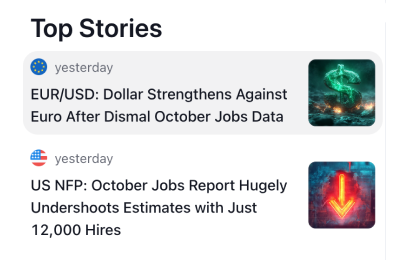 Top Stories
yesterday
EUR/USD: Dollar Strengthens Against
Euro After Dismal October Jobs Data
yesterday
US NFP: October Jobs Report Hugely
Undershoots Estimates with Just
12,000 Hires